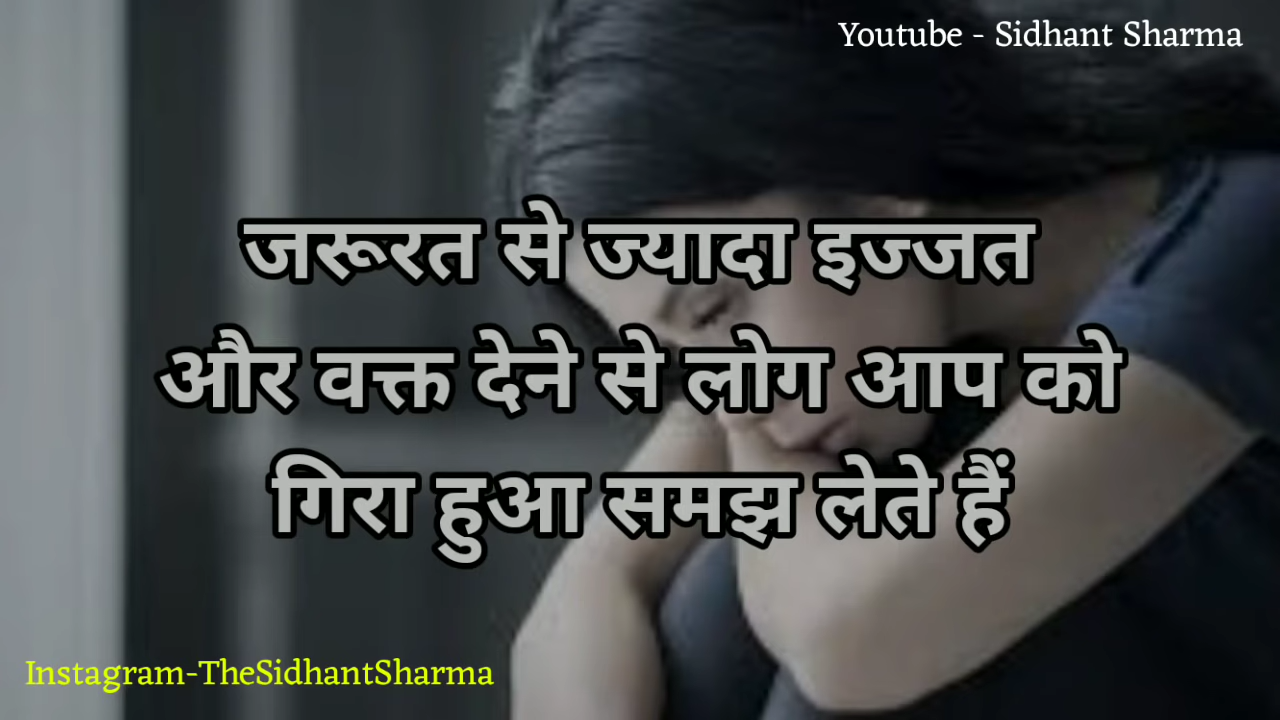 Youtube - Sidhant Sharma
जरूरत से ज्यादा इज्जत
और वक्त देने से लोग आप को
गिरा हुआ समझ लेते हैं
Instagram-TheSidhantSharma